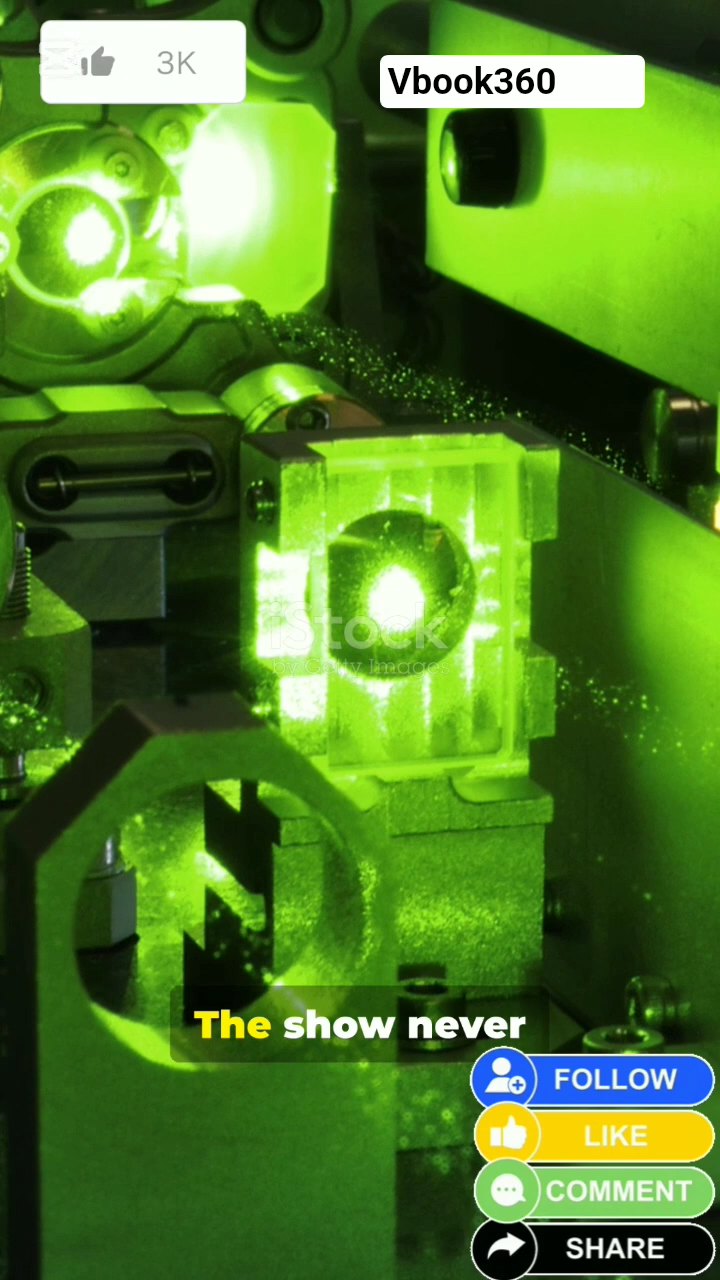 3K
Vbook360
iStock
by Getty Images
The show never
FOLLOW
LIKE
COMMENT
SHARE